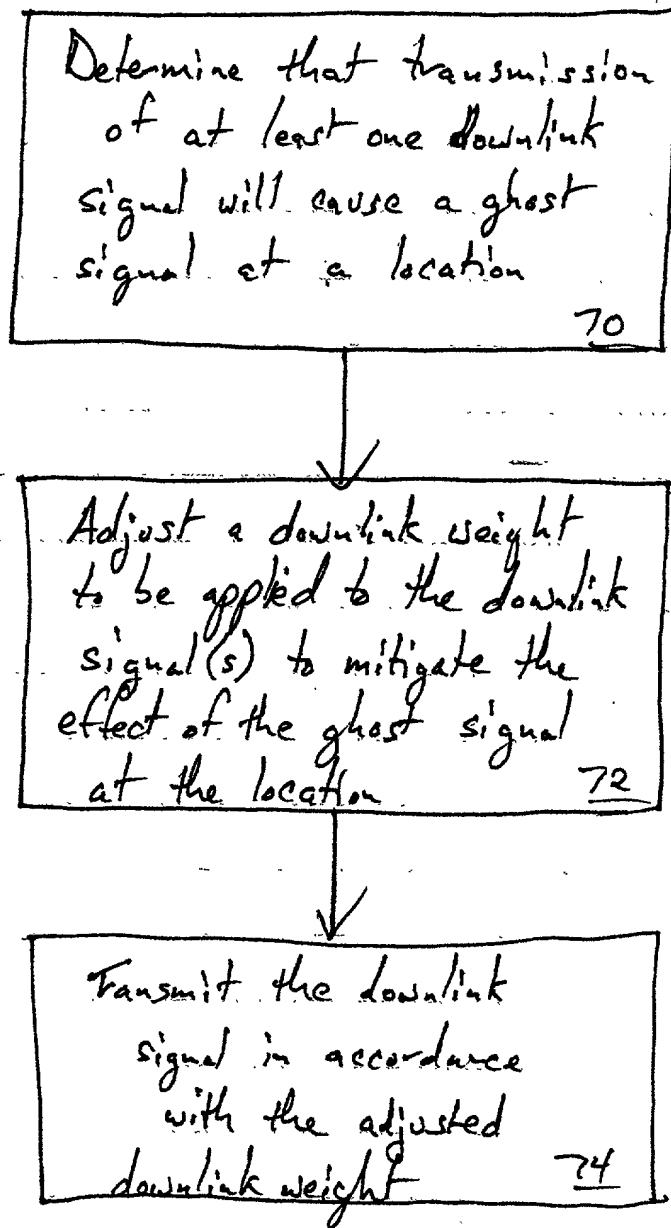 Determine that transmission
of at least one downlink
signal will cause a ghost
signal at a location
70
Adjust a downlink weight
to be applied to the downlink
signal(s) to mitigate the
effect of the ghost signal
at the location 72
Transmit the downlink
signal in accordance
with the adjusted
downlink weight 74